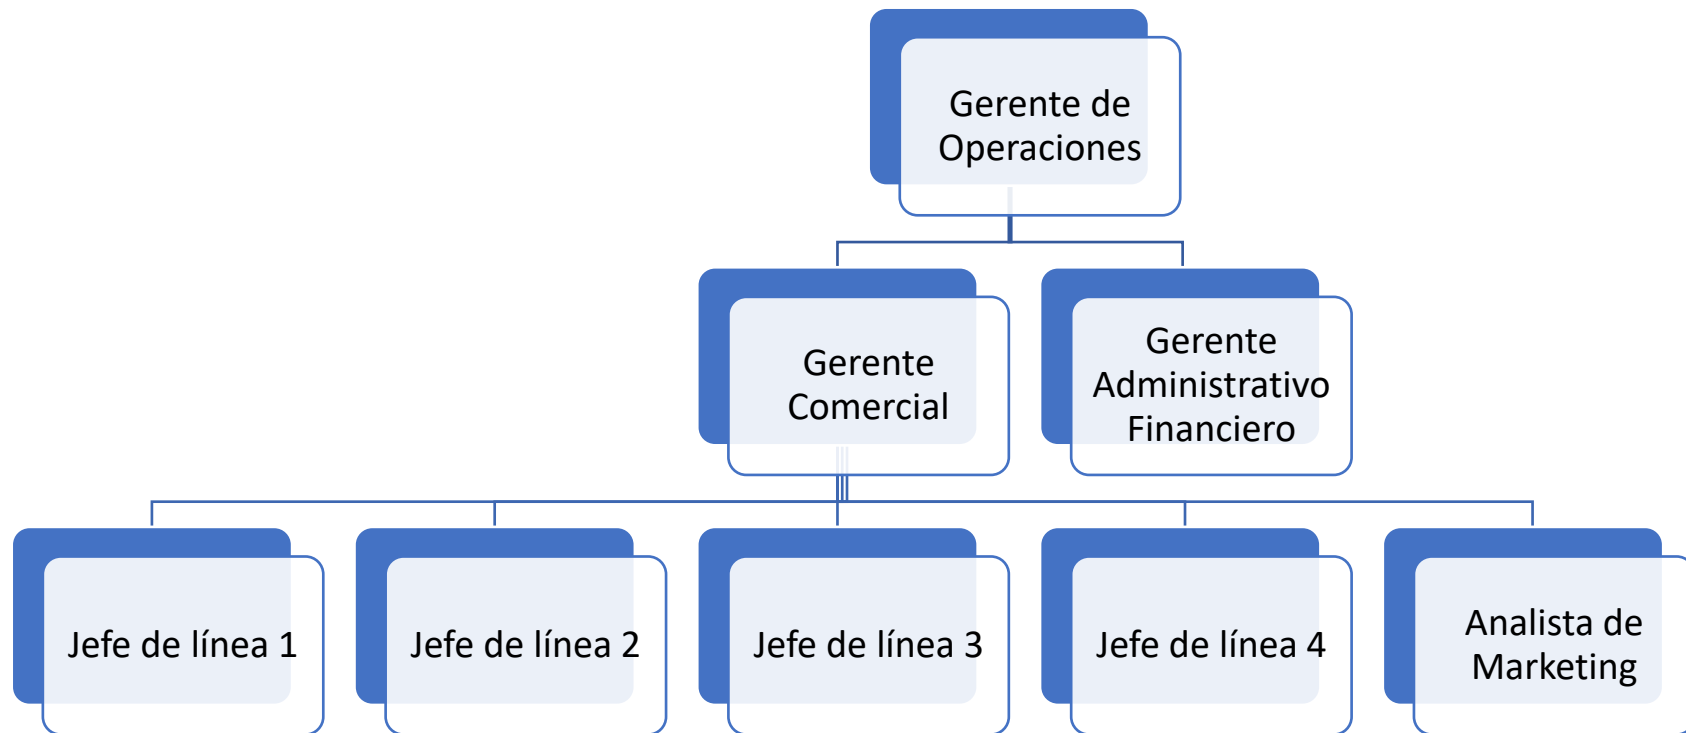 Gerente de
Operaciones
Gerente
Comercial
Gerente
Administrativo
Financiero
Jefe de línea 1
Jefe de línea 2
Jefe de línea 3
Jefe de línea 4
Analista de
Marketing